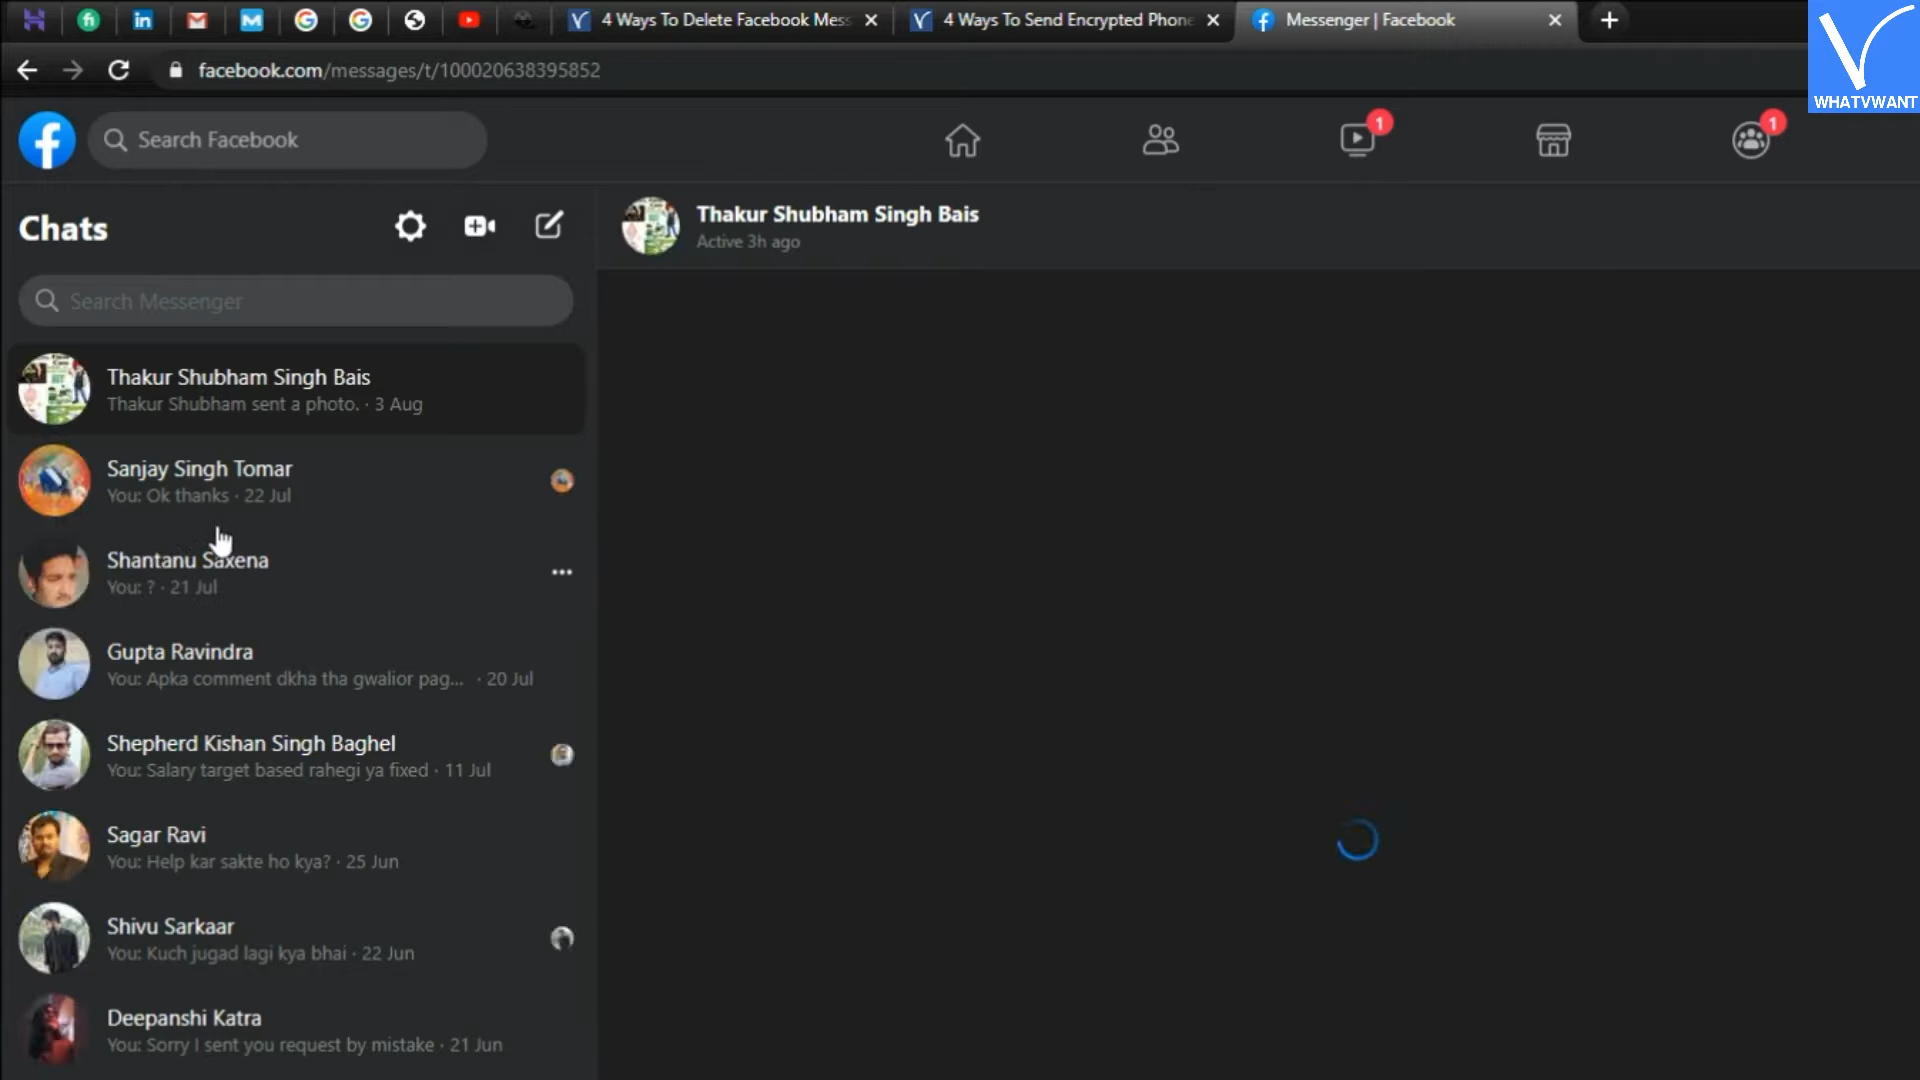 4 Ways To Delete Facebook Mess
4 Ways To Send Encrypted Phone
Messenger | Facebook
WHATVWANT
facebook.com/messages/t/100020638395852
Search Facebook
1
1
Chats
Search Messenger
Thakur Shubham Singh Bais
Active 3h ago
Thakur Shubham Singh Bais
Thakur Shubham sent a photo. · 3 Aug
Sanjay Singh Tomar
You: Ok thanks · 22 Jul
Shantanu Saxena
You: ? · 21 Jul
Gupta Ravindra
You: Apka comment dkha tha gwalior pag... · 20 Jul
Shepherd Kishan Singh Baghel
You: Salary target based rahegi ya fixed · 11 Jul
Sagar Ravi
You: Help kar sakte ho kya? · 25 Jun
Shivu Sarkaar
You: Kuch jugad lagi kya bhai · 22 Jun
Deepanshi Katra
You: Sorry I sent you request by mistake · 21 Jun